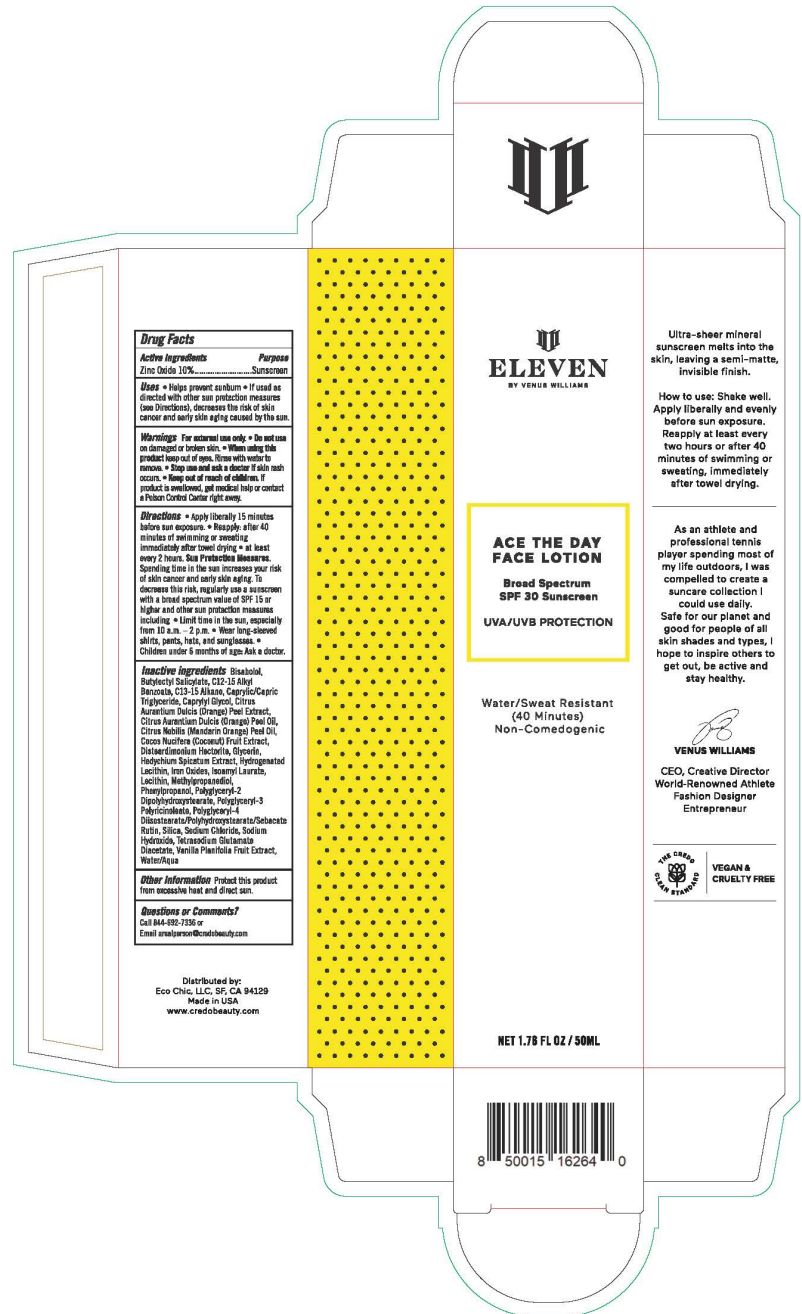 Drug Facts
Active Ingredients Purpose
Zinc Oxide 10%............................Sunscreen
Uses • Helps prevent sunburn • If used as
directed with other sun protection measures
(see Directions), decreases the risk of skin
cancer and early skin aging caused by the sun.
Warnings For external use only. • Do not use
on damaged or broken skin. • When using this
product keep out of eyes. Rinse with water to
remove. • Stop use and ask a doctor if skin rash
occurs. • Keep out of reach of children. If
product is swallowed, get medical help or contact
a Poison Control Center right away.
Directions • Apply liberally 15 minutes
before sun exposure. • Reapply: after 40
minutes of swimming or sweating
immediately after towel drying • at least
every 2 hours. Sun Protection Measures.
Spending time in the sun increases your risk
of skin cancer and early skin aging. To
decrease this risk, regularly use a sunscreen
with a broad spectrum value of SPF 15 or
higher and other sun protection measures
including • Limit time in the sun, especially
from 10 a.m. – 2 p.m. • Wear long-sleeved
shirts, pants, hats, and sunglasses. •
Children under 6 months of age: Ask a doctor.
Inactive ingredients Bisabolol,
Butyloctyl Salicylate, C12-15 Alkyl
Benzoate, C13-15 Alkane, Caprylic/Capric
Triglyceride, Caprylyl Glycol, Citrus
Aurantium Dulcis (Orange) Peel Extract,
Citrus Aurantium Dulcis (Orange) Peel Oil,
Citrus Nobilis (Mandarin Orange) Peel Oil,
Cocos Nucifera (Coconut) Fruit Extract,
Disteardimonium Hectorite, Glycerin,
Hedychium Spicatum Extract, Hydrogenated
Lecithin, Iron Oxides, Isoamyl Laurate,
Lecithin, Methylpropanediol,
Phenylpropanol, Polyglyceryl-2
Dipolyhydroxystearate, Polyglyceryl-3
Polyricinoleate, Polyglyceryl-4
Diisostearate/Polyhydroxystearate/Sebacate
Rutin, Silica, Sodium Chloride, Sodium
Hydroxide, Tetrasodium Glutamate
Diacetate, Vanilla Planifolia Fruit Extract,
Water/Aqua
Other Information Protect this product
from excessive heat and direct sun.
Questions or Comments?
Call 844-692-7336 or
Email arealperson@credobeauty.com
Distributed by:
Eco Chic, LLC, SF, CA 94129
Made in USA
www.credobeauty.com
ELEVEN
BY VENUS WILLIAMS
ACE THE DAY
FACE LOTION
Broad Spectrum
SPF 30 Sunscreen
UVA/UVB PROTECTION
Water/Sweat Resistant
(40 Minutes)
Non-Comedogenic
NET 1.76 FL OZ / 50ML
8 50015 16264 0
Ultra-sheer mineral
sunscreen melts into the
skin, leaving a semi-matte,
invisible finish.
How to use: Shake well.
Apply liberally and evenly
before sun exposure.
Reapply at least every
two hours or after 40
minutes of swimming or
sweating, immediately
after towel drying.
As an athlete and
professional tennis
player spending most of
my life outdoors, I was
compelled to create a
suncare collection I
could use daily.
Safe for our planet and
good for people of all
skin shades and types, I
hope to inspire others to
get out, be active and
stay healthy.
VENUS WILLIAMS
CEO, Creative Director
World-Renowned Athlete
Fashion Designer
Entrepreneur
THE CREDO
CLEAN STANDARD
VEGAN &
CRUELTY FREE